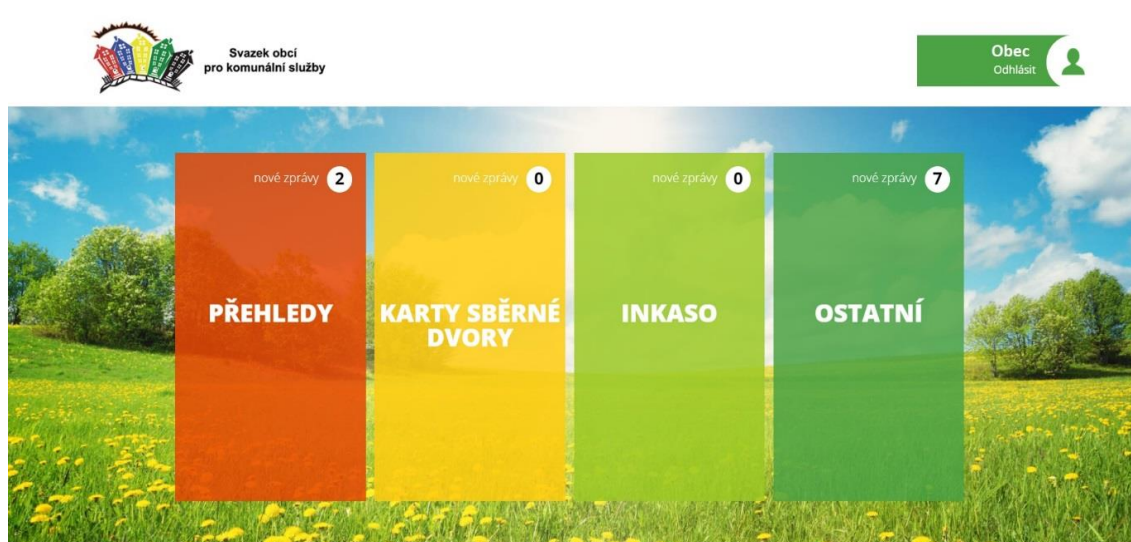 Svazek obcí
pro komunální služby
Obec
Odhlásit
nové zprávy 2
nové zprávy 0
nové zprávy 0
nové zprávy 7
PŘEHLEDY
KARTY SBĚRNÉ
DVORY
INKASO
OSTATNÍ